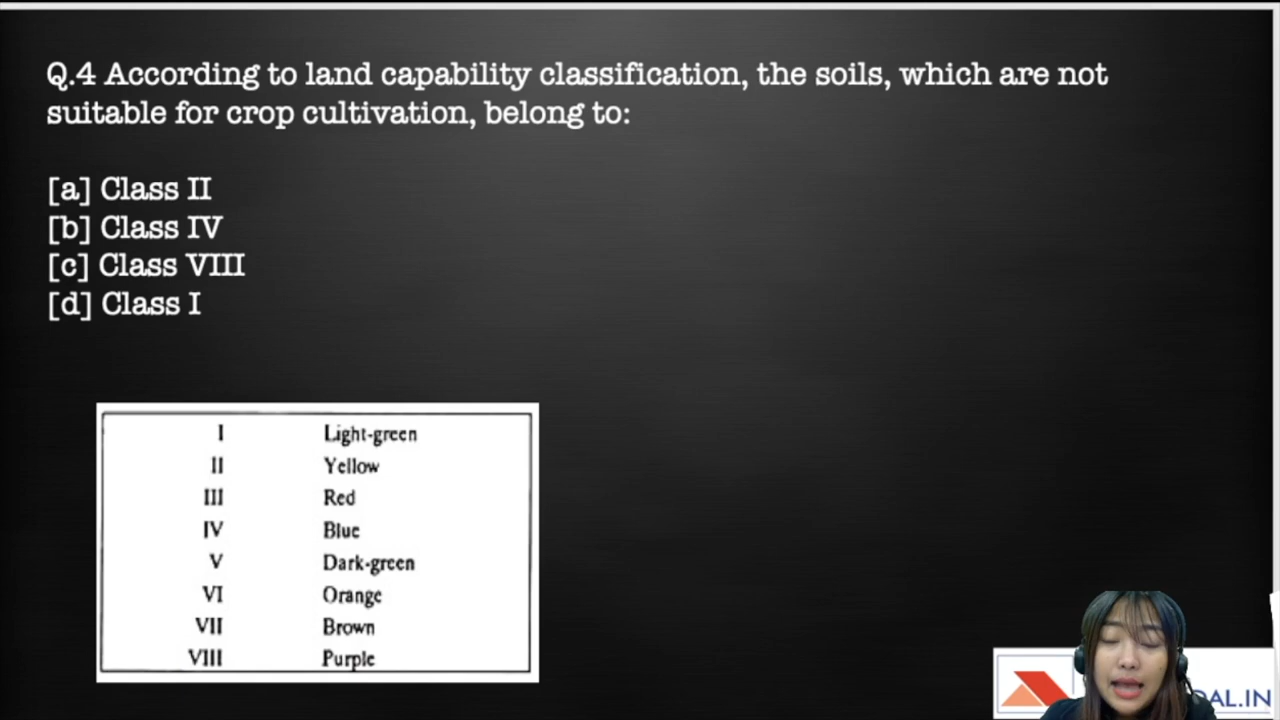 Q.4 According to land capability classification, the soils, which are not
suitable for crop cultivation, belong to:
[a] Class II
[b] Class IV
[c] Class VIII
[d] Class I
I Light-green
II Yellow
III Red
IV Blue
V Dark-green
VI Orange
VII Brown
VIII Purple